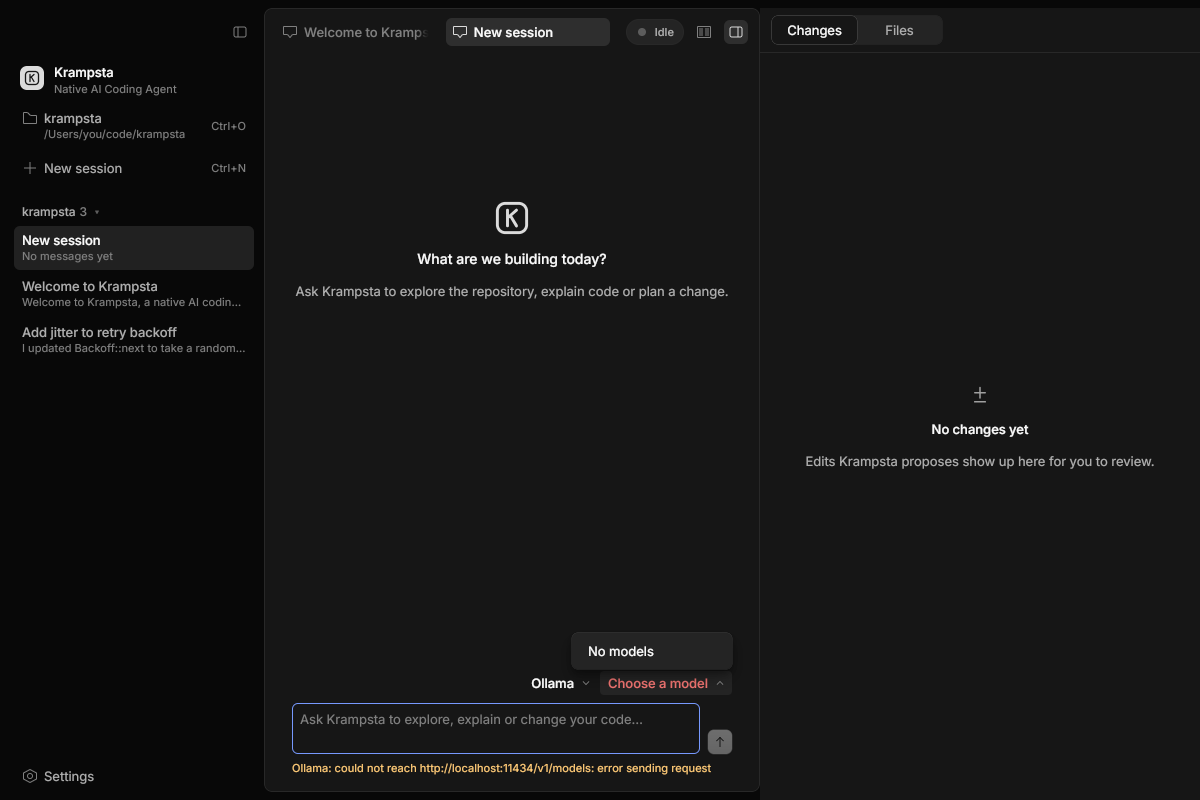 Krampsta
Native AI Coding Agent
krampsta
/Users/you/code/krampsta
Ctrl+O
New session
Ctrl+N
krampsta 3
New session
No messages yet
Welcome to Krampsta
Welcome to Krampsta, a native AI codin...
Add jitter to retry backoff
I updated Backoff::next to take a random...
Settings
Welcome to Kramps
New session
Idle
K
What are we building today?
Ask Krampsta to explore the repository, explain code or plan a change.
No models
Ollama
Choose a model
Ask Krampsta to explore, explain or change your code...
Ollama: could not reach http://localhost:11434/v1/models: error sending request
Changes
Files
No changes yet
Edits Krampsta proposes show up here for you to review.